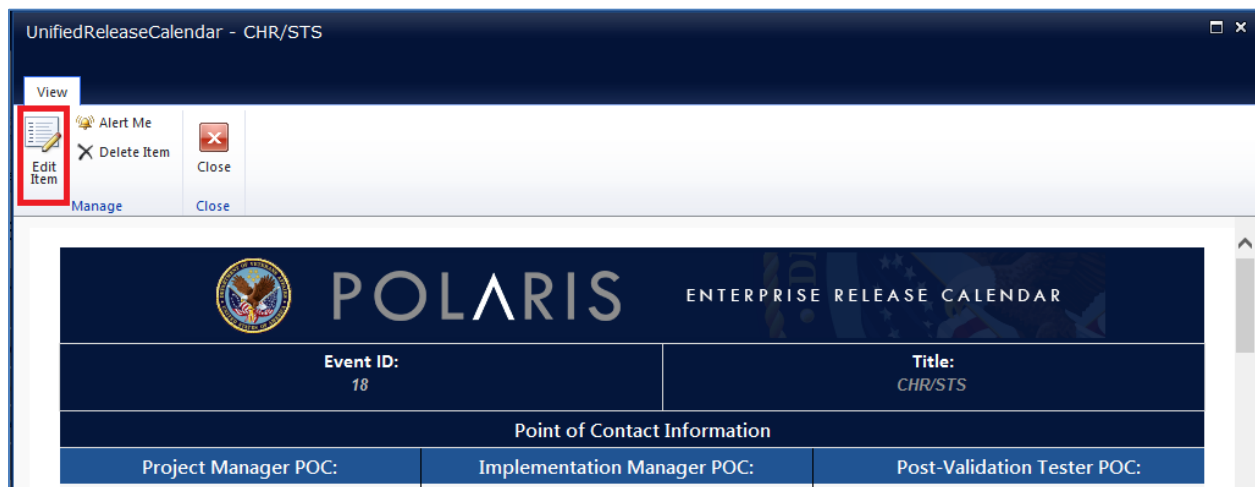 UnifiedReleaseCalendar - CHR/STS
View
Edit
Item
Alert Me
Delete Item
Close
Manage
Close
POLARIS
ENTERPRISE RELEASE CALENDAR
Event ID:
18
Title:
CHR/STS
Point of Contact Information
Project Manager POC:
Implementation Manager POC:
Post-Validation Tester POC: